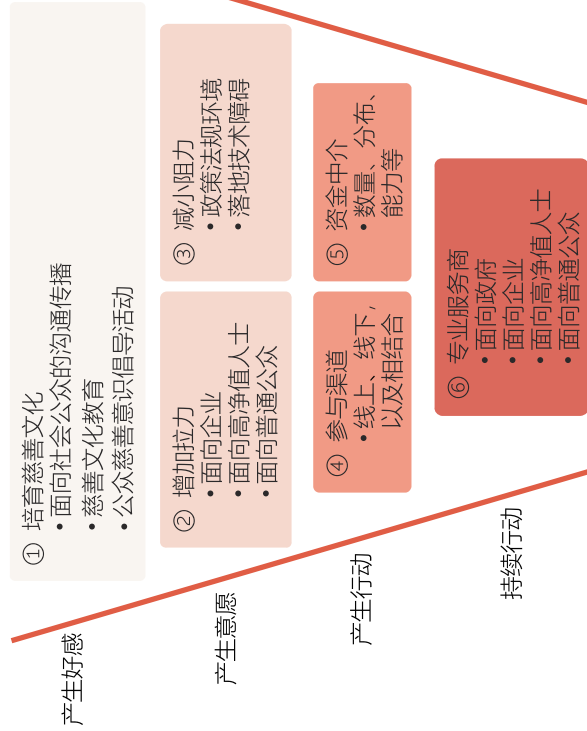 产生好感
① 培育慈善文化
• 面向社会公众的沟通传播
• 慈善文化教育
• 公众慈善意识倡导活动
产生意愿
② 增加拉力
• 面向企业
• 面向高净值人士
• 面向普通公众
③ 减小阻力
• 政策法规环境
• 落地技术障碍
产生行动
④ 参与渠道
• 线上、线下，
以及相结合
⑤ 资金中介
• 数量、分布、
能力等
持续行动
⑥ 专业服务商
• 面向政府
• 面向企业
• 面向高净值人士
• 面向普通公众